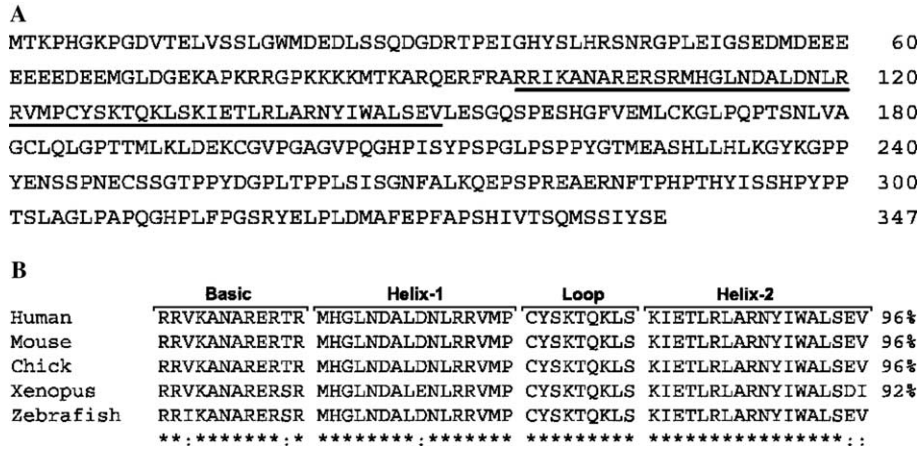 A
MTKPHGKPGDVTELVSSLGWMDEDLSSQDGDRTPEIGHYSLHRSNRGPLEIGSEDMDEEE 60
EEEEDEEMGLDGEKAPKRRGPKKKKMTKARQERFRARRIKANARERSRMHGLNDALDNLR 120
RVMPCYSKTQKLSKIETLRLARNYIWALSEVLESGQSPESHGFVEMLCKGLPQPTSNLVA 180
GCLQLGPTTMLKLDEKCGVPGAGVPQGHPISYPSPGLPSPPYGTMEASHLLHLKGYKGPP 240
YENSSPNECSSGTPPYDGPLTPPLSISGNFALKQEPSPREAERNFTPHPTHYISSHPYPP 300
TSLAGLPAPQGHPLFPGSRYELPLDMAFEPFAPSHIVTSQMSSIYSE 347
B
Basic Helix-1 Loop Helix-2
Human RRVKANARERTR MHGLNDALDNLRRVMP CYSKTQKLS KIETLRLARNYIWALSEV 96%
Mouse RRVKANARERTR MHGLNDALDNLRRVMP CYSKTQKLS KIETLRLARNYIWALSEV 96%
Chick RRVKANARERTR MHGLNDALDNLRRVMP CYSKTQKLS KIETLRLARNYIWALSEV 96%
Xenopus RRVKANARERSR MHGLNDALENLRRVMP CYSKTQKLS KIETLRLARNYIWALSDI 92%
Zebrafish RRIKANARERSR MHGLNDALDNLRRVMP CYSKTQKLS KIETLRLARNYIWALSEV
**:*******:* *******:******** ********* ****************::